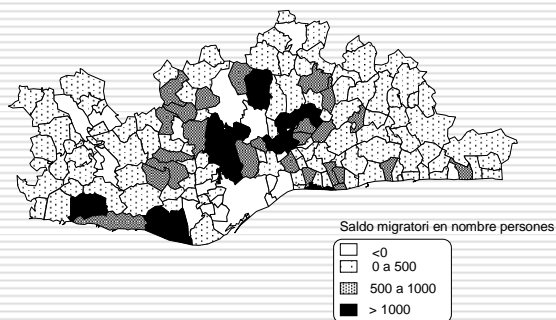 Saldo migratori en nombre persones
<0
0 a 500
500 a 1000
> 1000